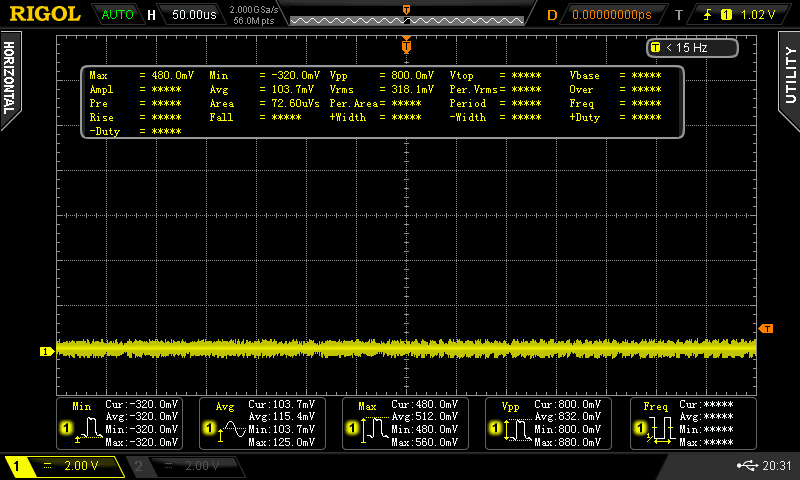 RIGOL AUTO H 50.00us 2.000GSa/s 56.0M pts T D 0.00000000ps T 1 1.02 V
HORIZONTAL
UTILITY
T
T < 15 Hz
Max = 480.0mV Min = -320.0mV Vpp = 800.0mV Vtop = ***** Vbase = *****
Ampl = ***** Avg = 103.7mV Vrms = 318.1mV Per.Vrms= ***** Over = *****
Pre = ***** Area = 72.60uVs Per.Area= ***** Period = ***** Freq = *****
Rise = ***** Fall = ***** +Width = ***** -Width = ***** +Duty = *****
-Duty = *****
T
1
Min Cur:-320.0mV Avg:-320.0mV Min:-320.0mV Max:-320.0mV
1
Avg Cur:103.7mV Avg:115.4mV Min:103.7mV Max:125.0mV
1
Max Cur:480.0mV Avg:512.0mV Min:480.0mV Max:560.0mV
1
Vpp Cur:800.0mV Avg:832.0mV Min:800.0mV Max:880.0mV
1
Freq Cur:***** Avg:***** Min:***** Max:*****
1
1 = 2.00 V 2 = 2.00 V 20:31